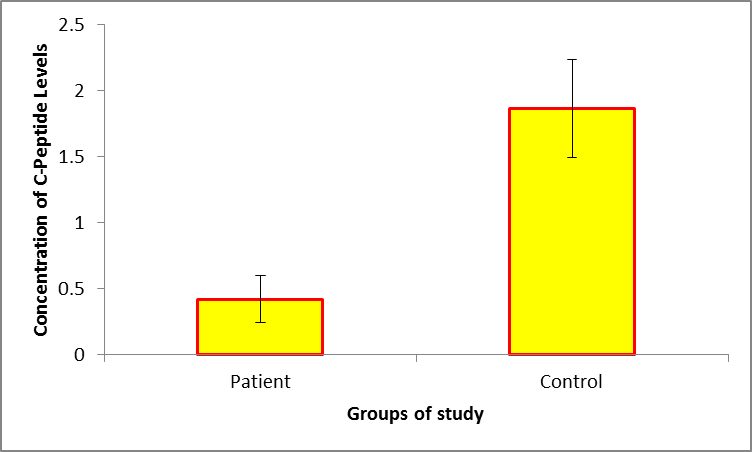 Concentration of C-Peptide Levels
2.5
2
1.5
1
0.5
0
Patient
Control
Groups of study